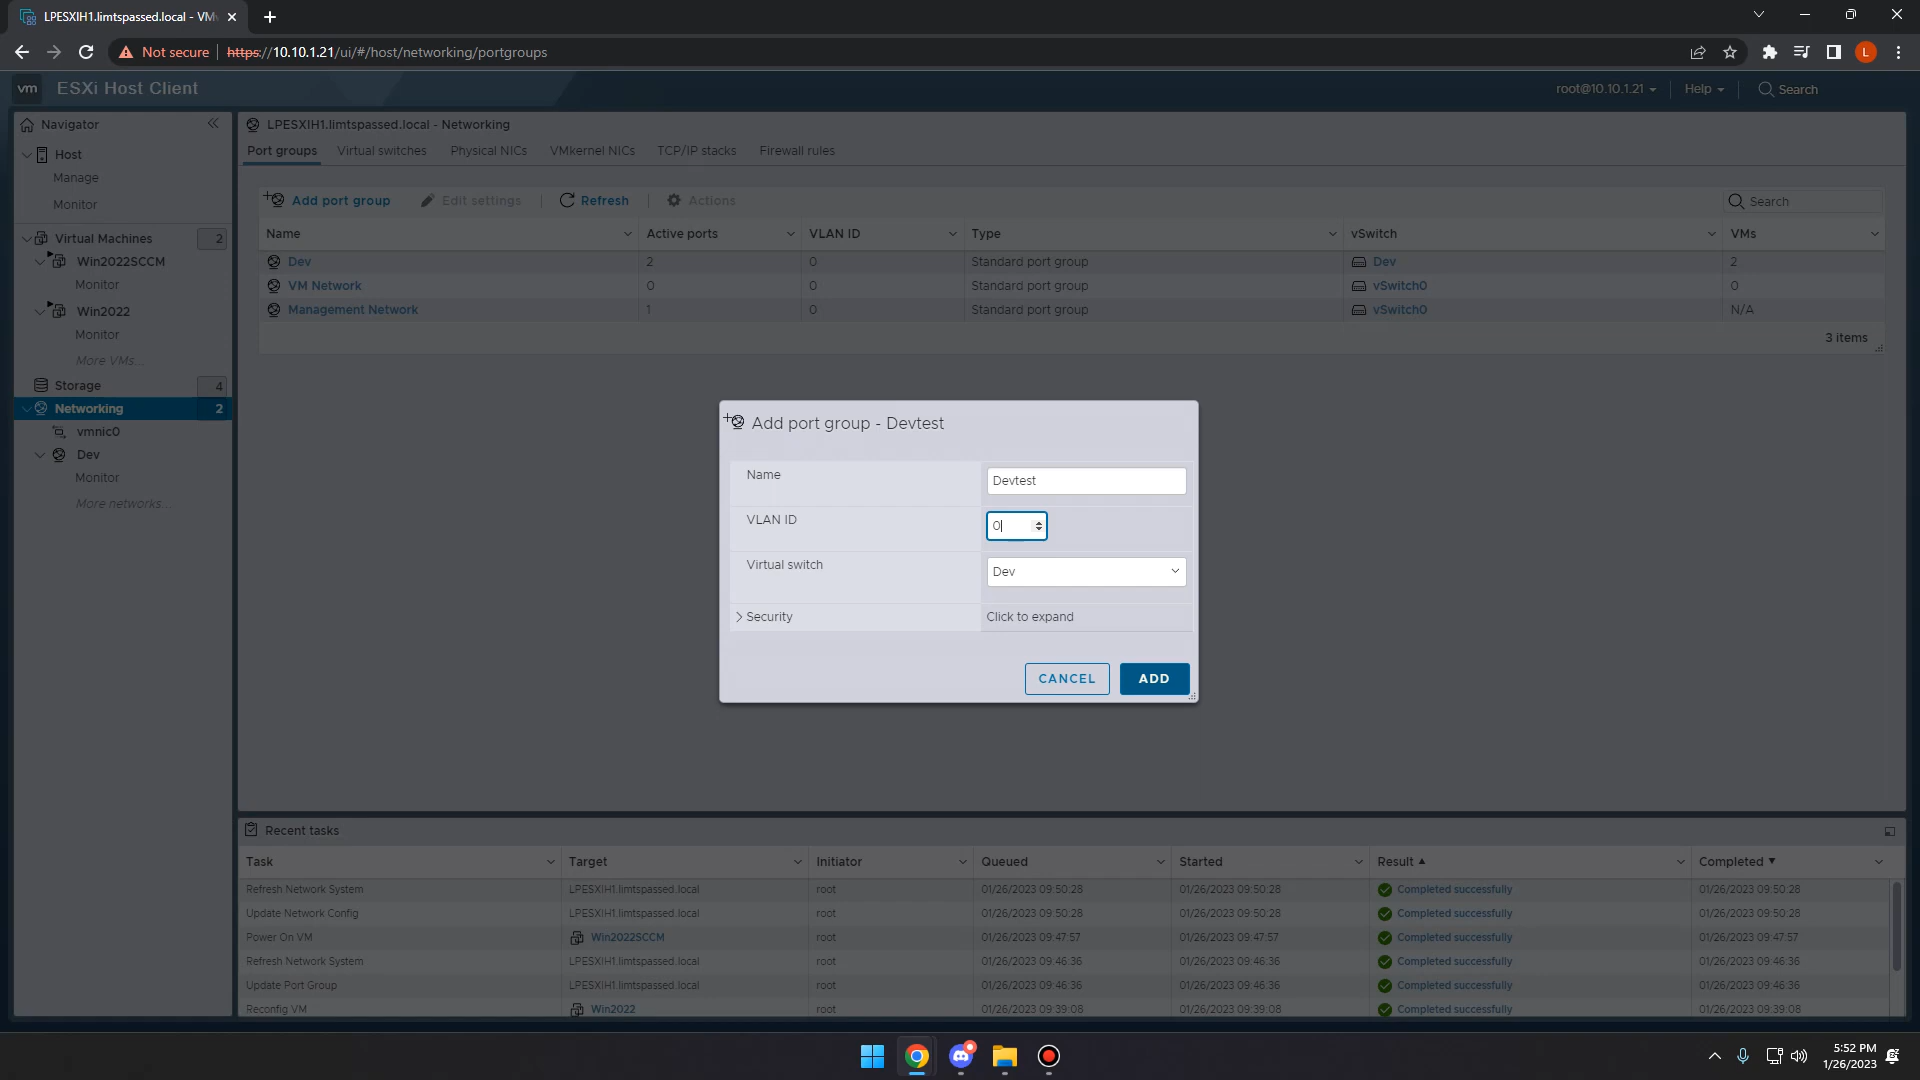 LPESXIH1.limtspassed.local - VM
Not secure
https://10.10.1.21/ui/#/host/networking/portgroups
L
vm
ESXi Host Client
root@10.10.1.21
Help
Search
Navigator
Host
Manage
Monitor
Virtual Machines
2
Win2022SCCM
Monitor
Win2022
Monitor
More VMs...
Storage
4
Networking
2
vmnic0
Dev
Monitor
More networks...
LPESXIH1.limtspassed.local - Networking
Port groups Virtual switches Physical NICs VMkernel NICs TCP/IP stacks Firewall rules
Add port group Edit settings Refresh Actions Search
Name Active ports VLAN ID Type vSwitch VMs
Dev 2 0 Standard port group Dev 2
VM Network 0 0 Standard port group vSwitch0 0
Management Network 1 0 Standard port group vSwitch0 N/A
3 items
Add port group - Devtest
Name Devtest
VLAN ID 0
Virtual switch Dev
Security Click to expand
CANCEL ADD
Recent tasks
Task Target Initiator Queued Started Result Completed
Refresh Network System LPESXIH1.limtspassed.local root 01/26/2023 09:50:28 01/26/2023 09:50:28 Completed successfully 01/26/2023 09:50:28
Update Network Config LPESXIH1.limtspassed.local root 01/26/2023 09:50:28 01/26/2023 09:50:28 Completed successfully 01/26/2023 09:50:28
Power On VM Win2022SCCM root 01/26/2023 09:47:57 01/26/2023 09:47:57 Completed successfully 01/26/2023 09:47:57
Refresh Network System LPESXIH1.limtspassed.local root 01/26/2023 09:46:36 01/26/2023 09:46:36 Completed successfully 01/26/2023 09:46:36
Update Port Group LPESXIH1.limtspassed.local root 01/26/2023 09:46:36 01/26/2023 09:46:36 Completed successfully 01/26/2023 09:46:36
Reconfig VM Win2022 root 01/26/2023 09:39:08 01/26/2023 09:39:08 Completed successfully 01/26/2023 09:39:08
5:52 PM
1/26/2023